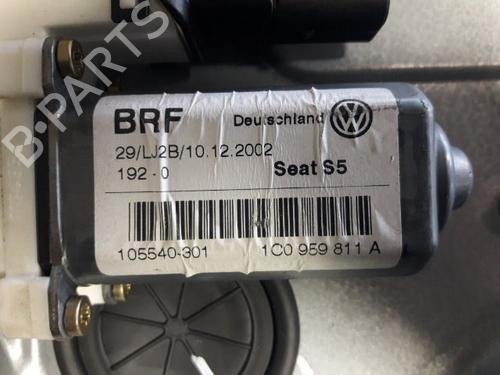 BRF Deutschland
29/LJ2B/10.12.2002
192 - 0 Seat S5
105540-301 1C0 959 811 A
B-PARTS